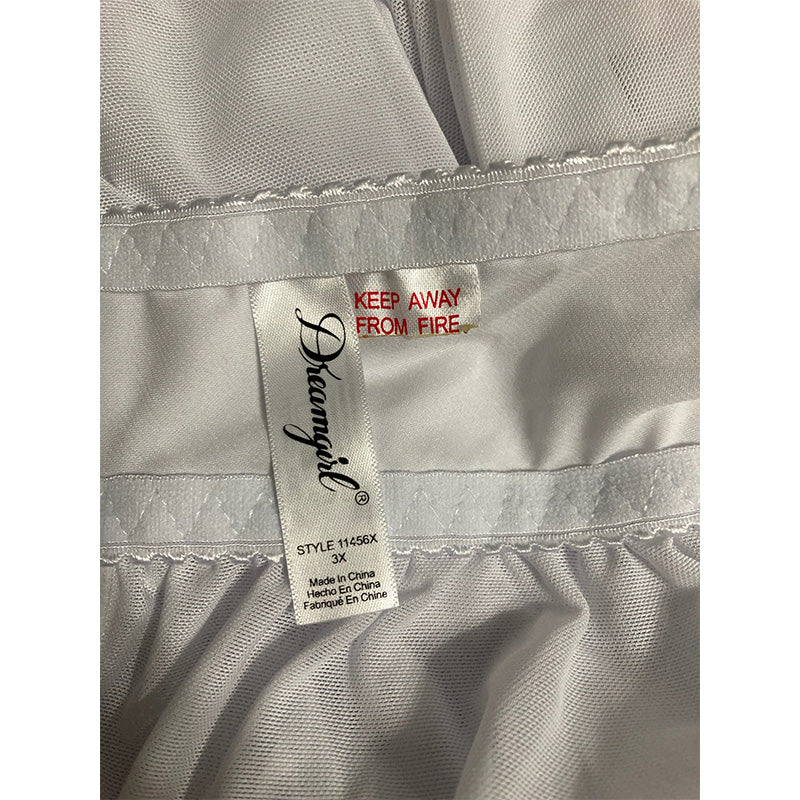 KEEP AWAY
FROM FIRE
Dreamgirl®
STYLE 11456X
3X
Made In China
Hecho En China
Fabriqué En Chine